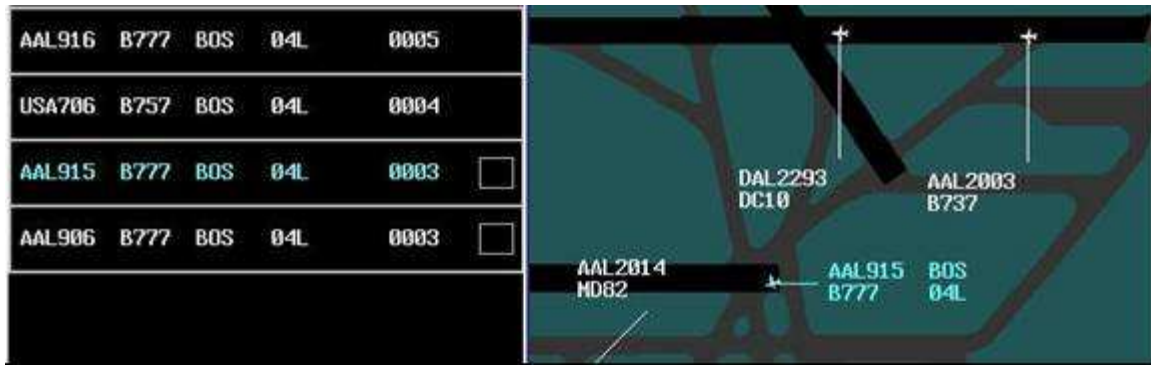 AAL916 B777 BOS 04L 0005
USA706 B757 BOS 04L 0004
AAL915 B777 BOS 04L 0003
AAL906 B777 BOS 04L 0003
DAL2293
DC10
AAL2003
B737
AAL2014
MD82
AAL915 BOS
B777 04L